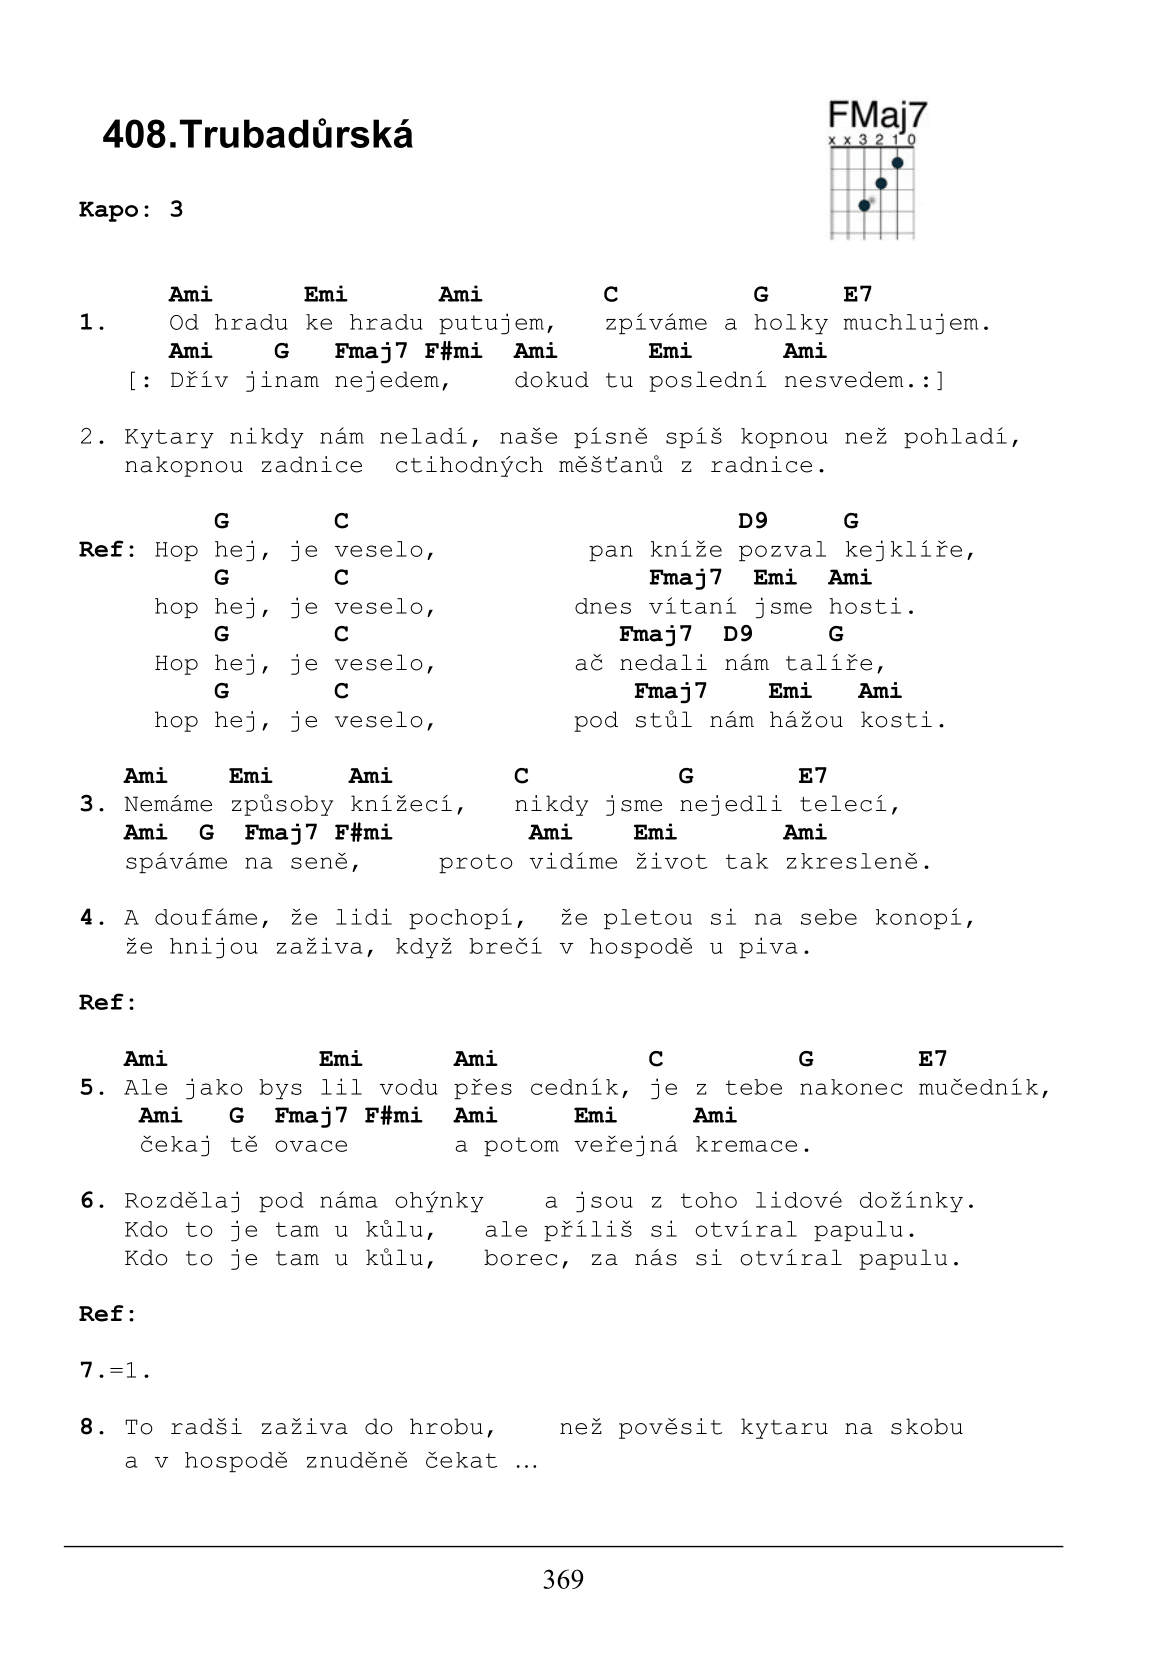 408.Trubadůrská
FMaj7
x x 3 2 1 0
Kapo: 3
Ami Emi Ami C G E7
1. Od hradu ke hradu putujem, zpíváme a holky muchlujem.
Ami G Fmaj7 F#mi Ami Emi Ami
[: Dřív jinam nejedem, dokud tu poslední nesvedem.:]
2. Kytary nikdy nám neladí, naše písně spíš kopnou než pohladí,
nakopnou zadnice ctihodných měšťanů z radnice.
G C D9 G
Ref: Hop hej, je veselo, pan kníže pozval kejklíře,
G C Fmaj7 Emi Ami
hop hej, je veselo, dnes vítaní jsme hosti.
G C Fmaj7 D9 G
Hop hej, je veselo, ač nedali nám talíře,
G C Fmaj7 Emi Ami
hop hej, je veselo, pod stůl nám hážou kosti.
Ami Emi Ami C G E7
3. Nemáme způsoby knížecí, nikdy jsme nejedli telecí,
Ami G Fmaj7 F#mi Ami Emi Ami
spáváme na seně, proto vidíme život tak zkresleně.
4. A doufáme, že lidi pochopí, že pletou si na sebe konopí,
že hnijou zaživa, když brečí v hospodě u piva.
Ref:
Ami Emi Ami C G E7
5. Ale jako bys lil vodu přes cedník, je z tebe nakonec mučedník,
Ami G Fmaj7 F#mi Ami Emi Ami
čekaj tě ovace a potom veřejná kremace.
6. Rozdělaj pod náma ohýnky a jsou z toho lidové dožínky.
Kdo to je tam u kůlu, ale příliš si otvíral papulu.
Kdo to je tam u kůlu, borec, za nás si otvíral papulu.
Ref:
7.=1.
8. To radši zaživa do hrobu, než pověsit kytaru na skobu
a v hospodě znuděně čekat …
369